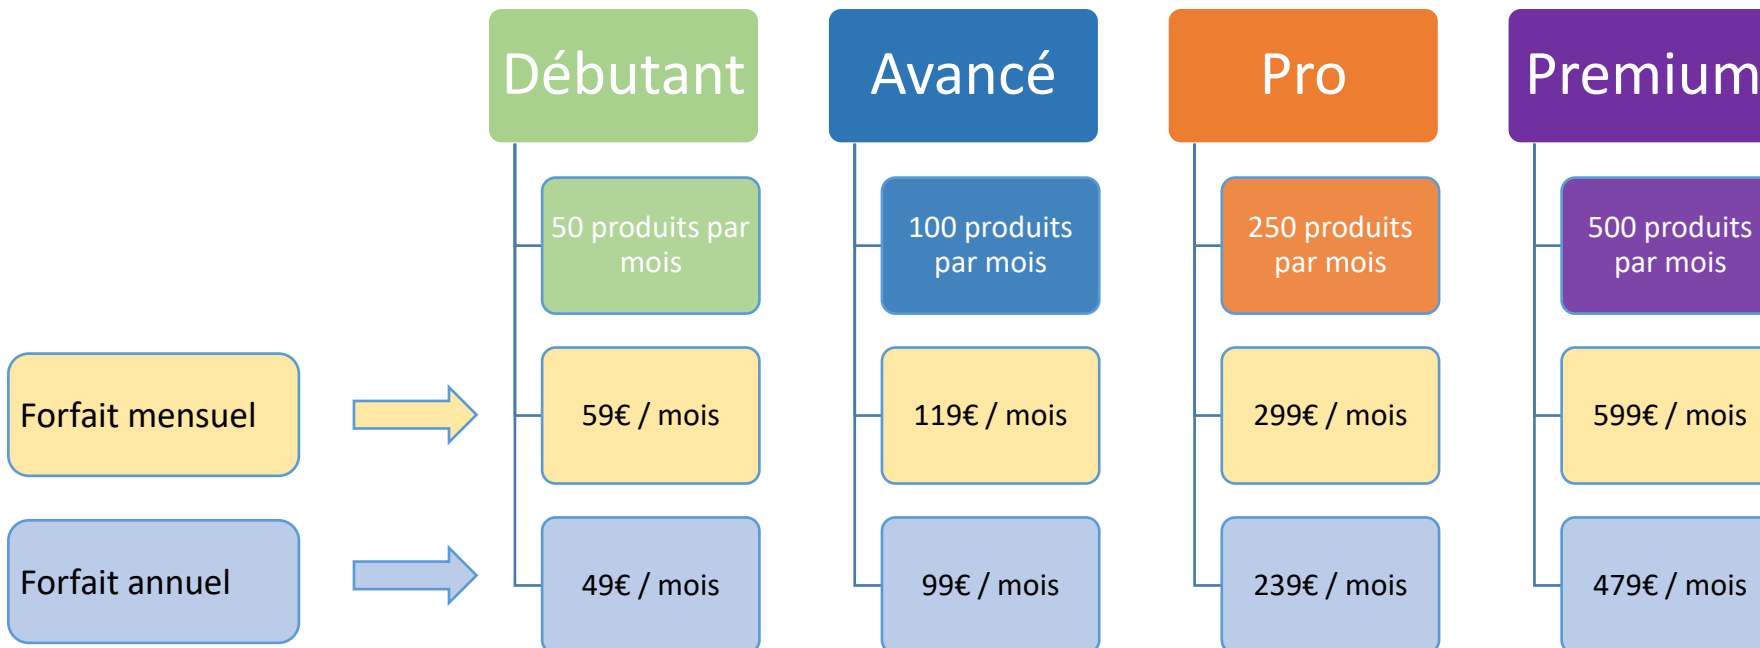 Débutant
Avancé
Pro
Premium
50 produits par
mois
100 produits
par mois
250 produits
par mois
500 produits
par mois
Forfait mensuel
59€ / mois
119€ / mois
299€ / mois
599€ / mois
Forfait annuel
49€ / mois
99€ / mois
239€ / mois
479€ / mois